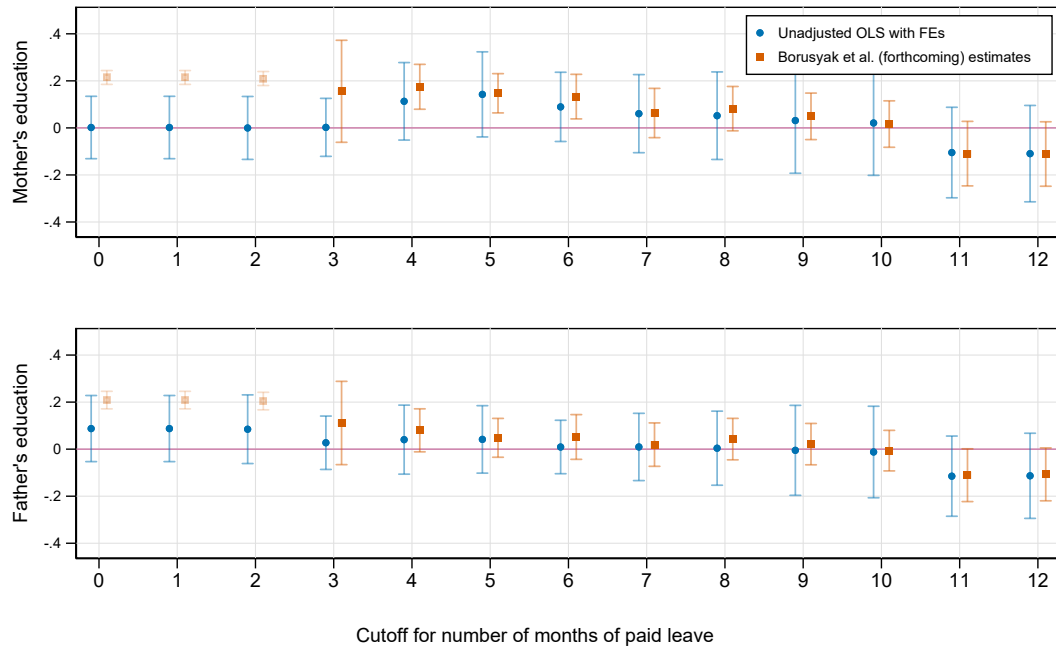 Unadjusted OLS with FEs
Borusyak et al. (forthcoming) estimates
Mother's education
.4
.2
0
-.2
-.4
0 1 2 3 4 5 6 7 8 9 10 11 12
Father's education
.4
.2
0
-.2
-.4
0 1 2 3 4 5 6 7 8 9 10 11 12
Cutoff for number of months of paid leave